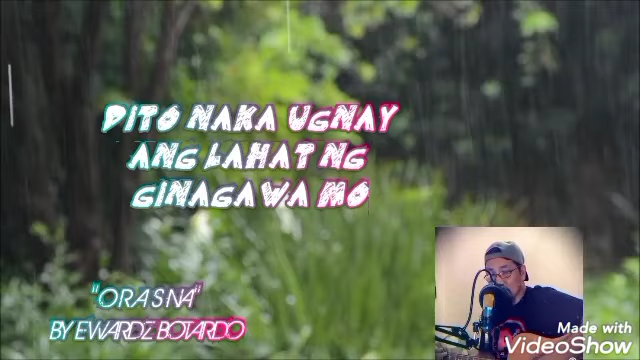 DITO NAKA UGNAY
ANG LAHAT NG
GINAGAWA MO
"ORAS NA"
BY EWARDZ BOTARDO
Made with
VideoShow